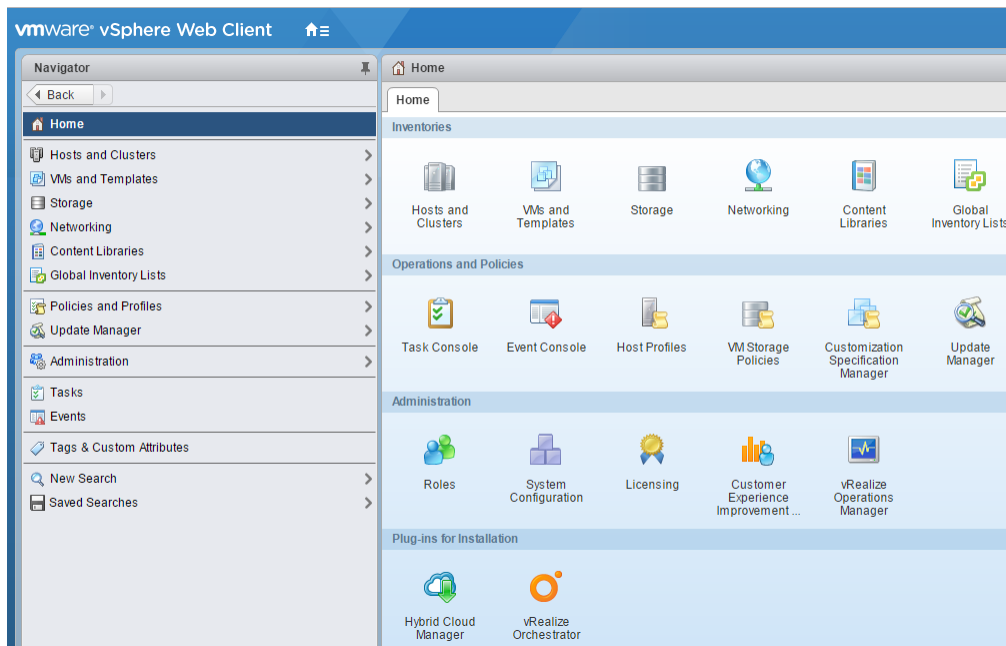 vmware® vSphere Web Client
Navigator
Back
Home
Hosts and Clusters
VMs and Templates
Storage
Networking
Content Libraries
Global Inventory Lists
Policies and Profiles
Update Manager
Administration
Tasks
Events
Tags & Custom Attributes
New Search
Saved Searches
Home
Home
Inventories
Hosts and
Clusters
VMs and
Templates
Storage
Networking
Content
Libraries
Global
Inventory Lists
Operations and Policies
Task Console
Event Console
Host Profiles
VM Storage
Policies
Customization
Specification
Manager
Update
Manager
Administration
Roles
System
Configuration
Licensing
Customer
Experience
Improvement ...
vRealize
Operations
Manager
Plug-ins for Installation
Hybrid Cloud
Manager
vRealize
Orchestrator